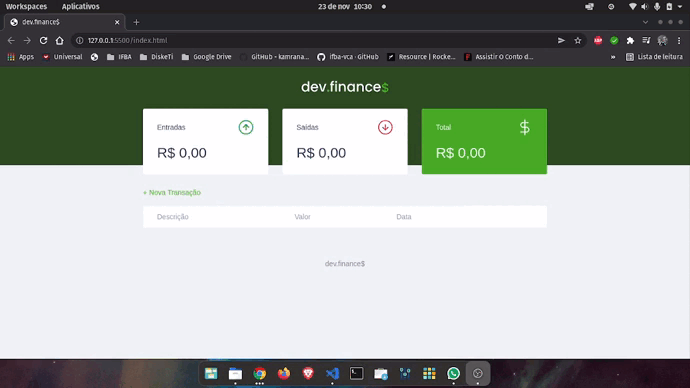 Workspaces Aplicativos 23 de nov 10:30
dev.finance$
127.0.0.1:5500/index.html
Apps Universal IFBA DiskeTi Google Drive GitHub - kamrana... ifba-vca · GitHub Resource | Rocke... Assistir O Conto d... » Lista de leitura
dev.finance$
Entradas Saídas Total
R$ 0,00 R$ 0,00 R$ 0,00
+ Nova Transação
Descrição Valor Data
dev.finance$